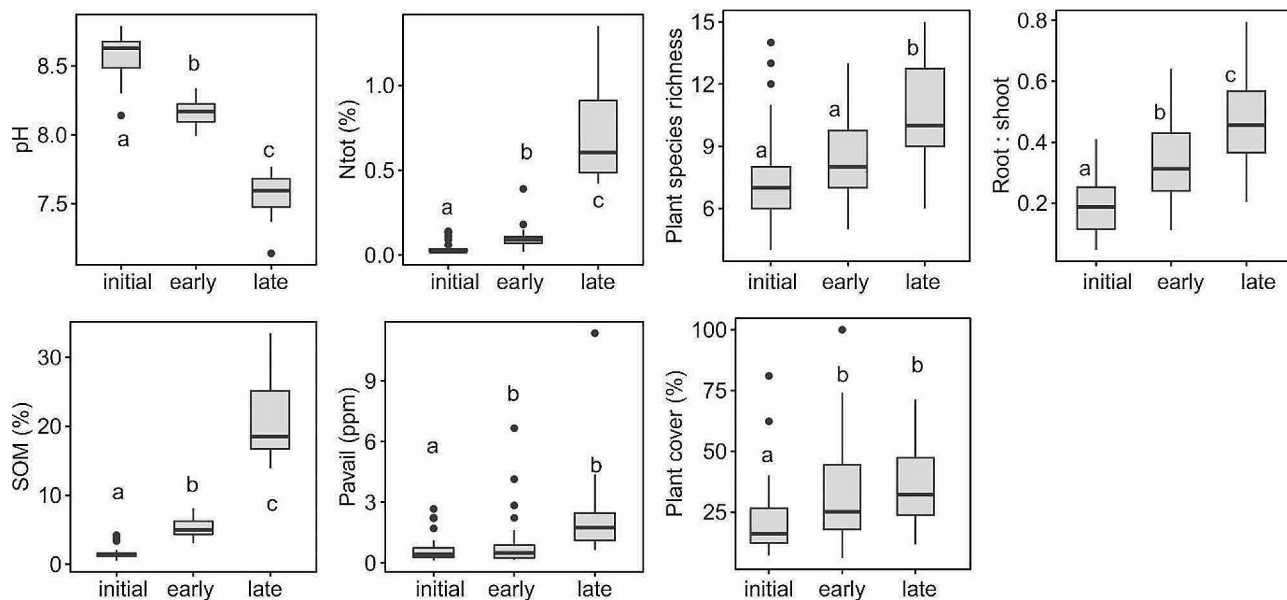 pH
8.5
8.0
7.5
a
b
c
initial early late
Ntot (%)
1.0
0.5
0.0
a
b
c
initial early late
Plant species richness
15
12
9
6
a
a
b
initial early late
Root : shoot
0.8
0.6
0.4
0.2
a
b
c
initial early late
SOM (%)
30
20
10
0
a
b
c
initial early late
Pavail (ppm)
9
6
3
0
a
b
b
initial early late
Plant cover (%)
100
75
50
25
a
b
b
initial early late